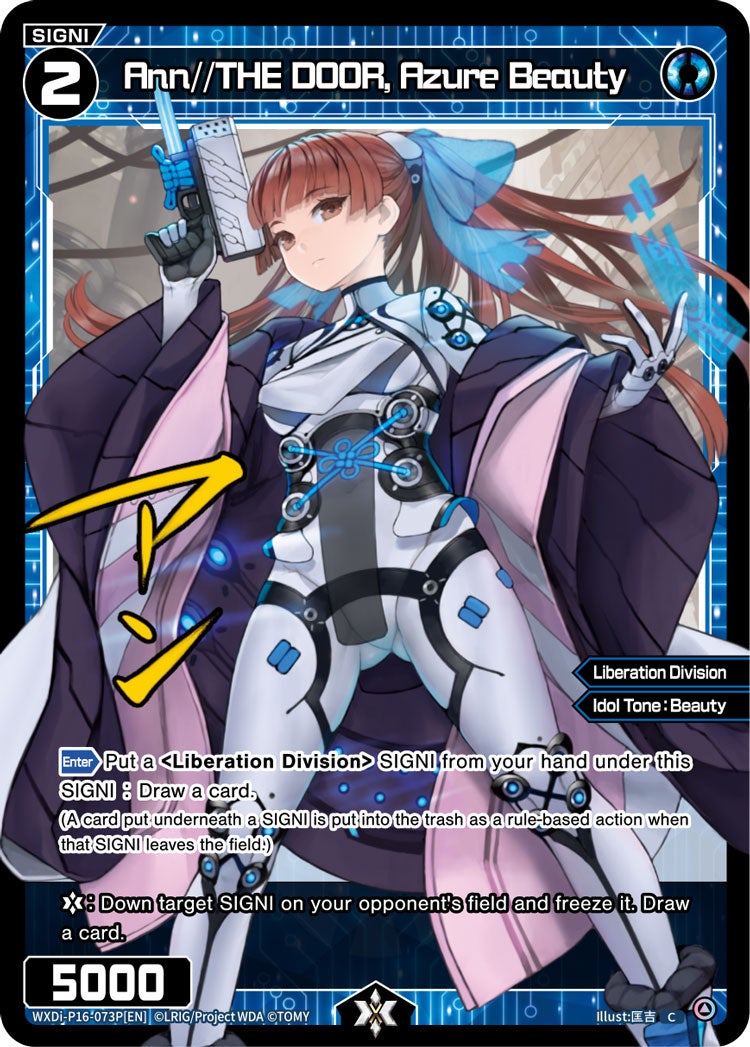 SIGNI
2
Ann//THE DOOR, Azure Beauty
アン
Liberation Division
Idol Tone:Beauty
Enter Put a <Liberation Division> SIGNI from your hand under this
SIGNI : Draw a card.
(A card put underneath a SIGNI is put into the trash as a rule-based action when
that SIGNI leaves the field.)
: Down target SIGNI on your opponent's field and freeze it. Draw
a card.
5000
WXDi-P16-073P[EN] ©LRIG/Project WDA ©TOMY
Illust:匡吉 C